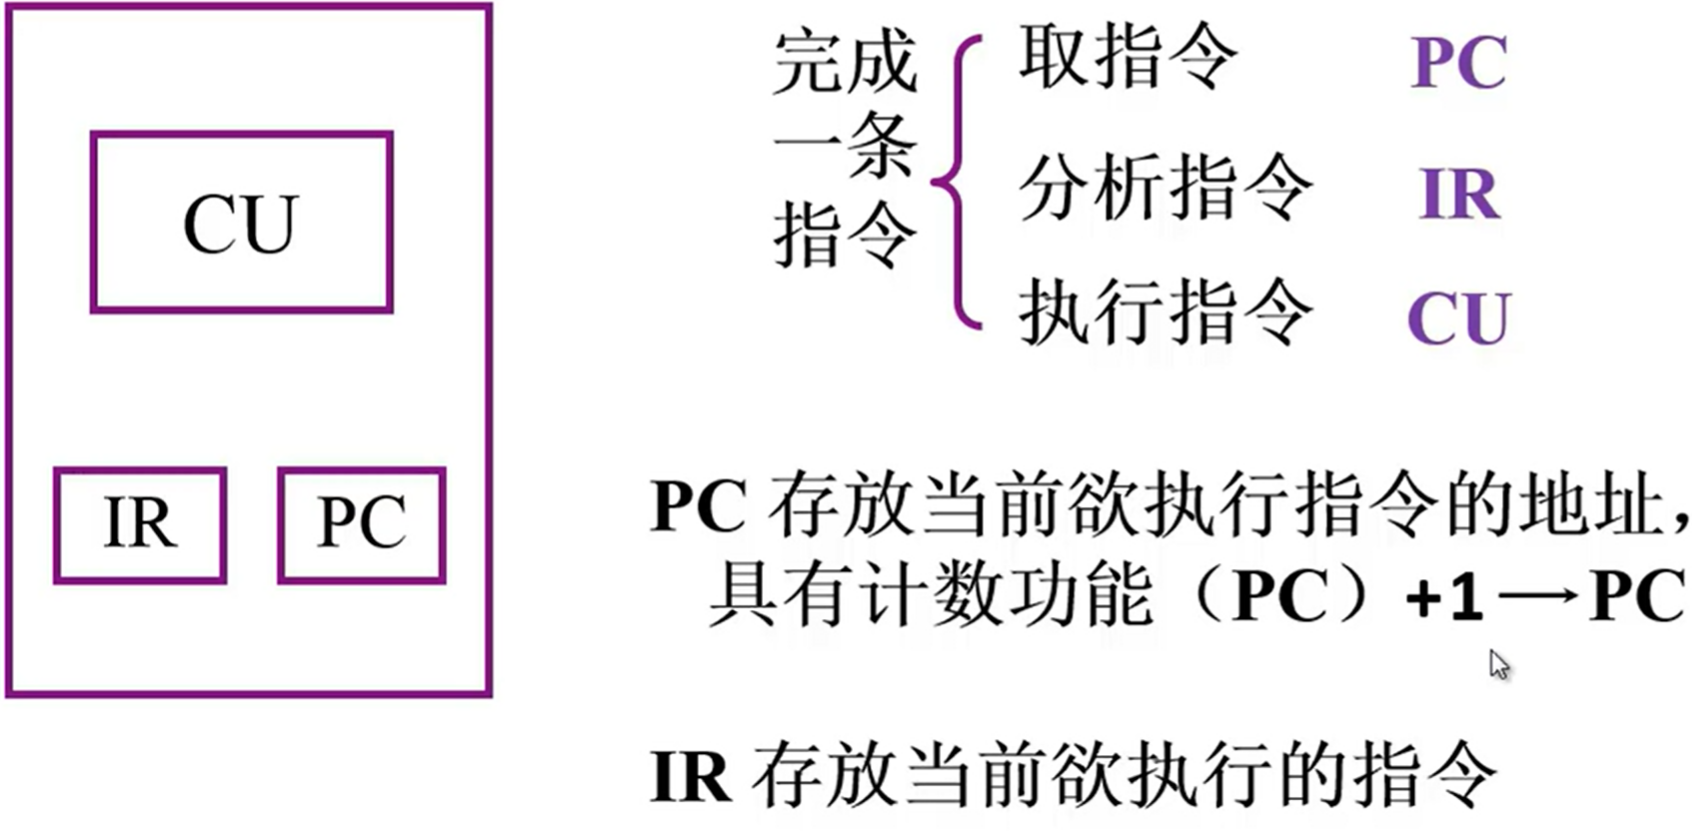 CU
IR
PC
完成
一条
指令
取指令 PC
分析指令 IR
执行指令 CU
PC 存放当前欲执行指令的地址，
具有计数功能（PC）+1→PC
IR 存放当前欲执行的指令